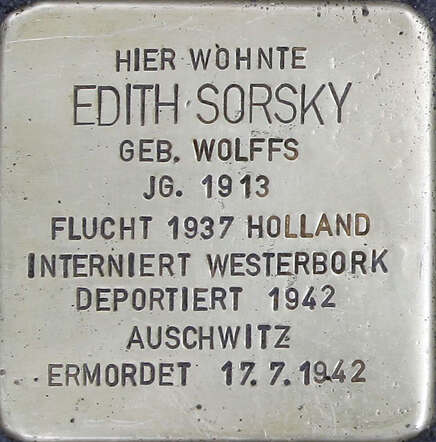 HIER WOHNTE
EDITH SORSKY
GEB. WOLFFS
JG. 1913
FLUCHT 1937 HOLLAND
INTERNIERT WESTERBORK
DEPORTIERT 1942
AUSCHWITZ
ERMORDET 17.7.1942